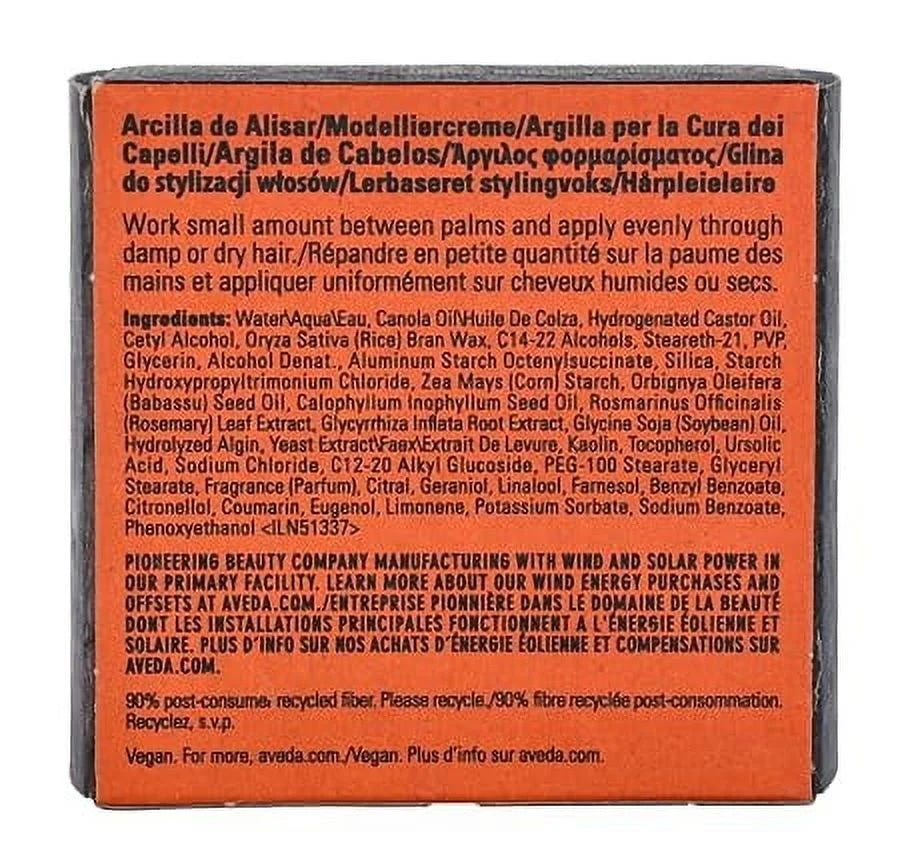 Arcilla de Alisar/Modelliercreme/Argilla per la Cura dei
Capelli/Argila de Cabelos/Άργιλος φορμαρίσματος/Glina
do stylizacji włosów/Lerbaseret stylingvoks/Hårpleieleire
Work small amount between palms and apply evenly through
damp or dry hair./Répandre en petite quantité sur la paume des
mains et appliquer uniformément sur cheveux humides ou secs.
Ingredients: Water\Aqua\Eau, Canola Oil\Huile De Colza, Hydrogenated Castor Oil,
Cetyl Alcohol, Oryza Sativa (Rice) Bran Wax, C14-22 Alcohols, Steareth-21, PVP,
Glycerin, Alcohol Denat., Aluminum Starch Octenylsuccinate, Silica, Starch
Hydroxypropyltrimonium Chloride, Zea Mays (Corn) Starch, Orbignya Oleifera
(Babassu) Seed Oil, Calophyllum Inophyllum Seed Oil, Rosmarinus Officinalis
(Rosemary) Leaf Extract, Glycyrrhiza Inflata Root Extract, Glycine Soja (Soybean) Oil,
Hydrolyzed Algin, Yeast Extract\Faex\Extrait De Levure, Kaolin, Tocopherol, Ursolic
Acid, Sodium Chloride, C12-20 Alkyl Glucoside, PEG-100 Stearate, Glyceryl
Stearate, Fragrance (Parfum), Citral, Geraniol, Linalool, Farnesol, Benzyl Benzoate,
Citronellol, Coumarin, Eugenol, Limonene, Potassium Sorbate, Sodium Benzoate,
Phenoxyethanol <ILN51337>
PIONEERING BEAUTY COMPANY MANUFACTURING WITH WIND AND SOLAR POWER IN
OUR PRIMARY FACILITY. LEARN MORE ABOUT OUR WIND ENERGY PURCHASES AND
OFFSETS AT AVEDA.COM./ENTREPRISE PIONNIÈRE DANS LE DOMAINE DE LA BEAUTÉ
DONT LES INSTALLATIONS PRINCIPALES FONCTIONNENT A L'ÉNERGIE ÉOLIENNE ET
SOLAIRE. PLUS D'INFO SUR NOS ACHATS D'ÉNERGIE ÉOLIENNE ET COMPENSATIONS SUR
AVEDA.COM.
90% post-consumer recycled fiber. Please recycle./90% fibre recyclée post-consommation.
Recyclez, s.v.p.
Vegan. For more, aveda.com./Vegan. Plus d'info sur aveda.com.